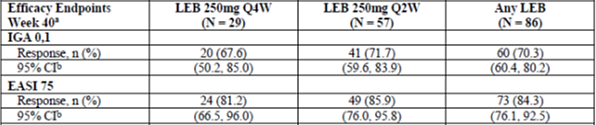 Efficacy Endpoints Week 40ᵃ | LEB 250mg Q4W (N = 29) | LEB 250mg Q2W (N = 57) | Any LEB (N = 86)
IGA 0,1
Response, n (%) | 20 (67.6) | 41 (71.7) | 60 (70.3)
95% CIᵇ | (50.2, 85.0) | (59.6, 83.9) | (60.4, 80.2)
EASI 75
Response, n (%) | 24 (81.2) | 49 (85.9) | 73 (84.3)
95% CIᵇ | (66.5, 96.0) | (76.0, 95.8) | (76.1, 92.5)